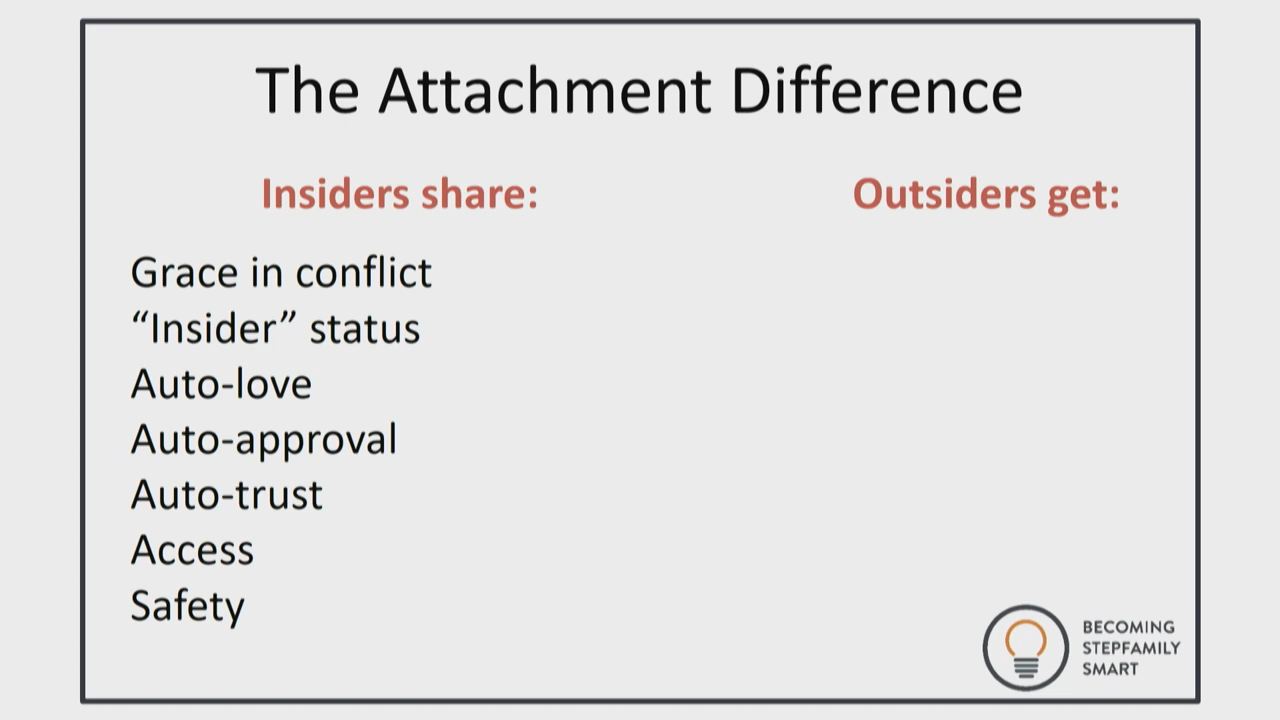 The Attachment Difference
Insiders share:
Outsiders get:
Grace in conflict
“Insider” status
Auto-love
Auto-approval
Auto-trust
Access
Safety
BECOMING
STEPFAMILY
SMART